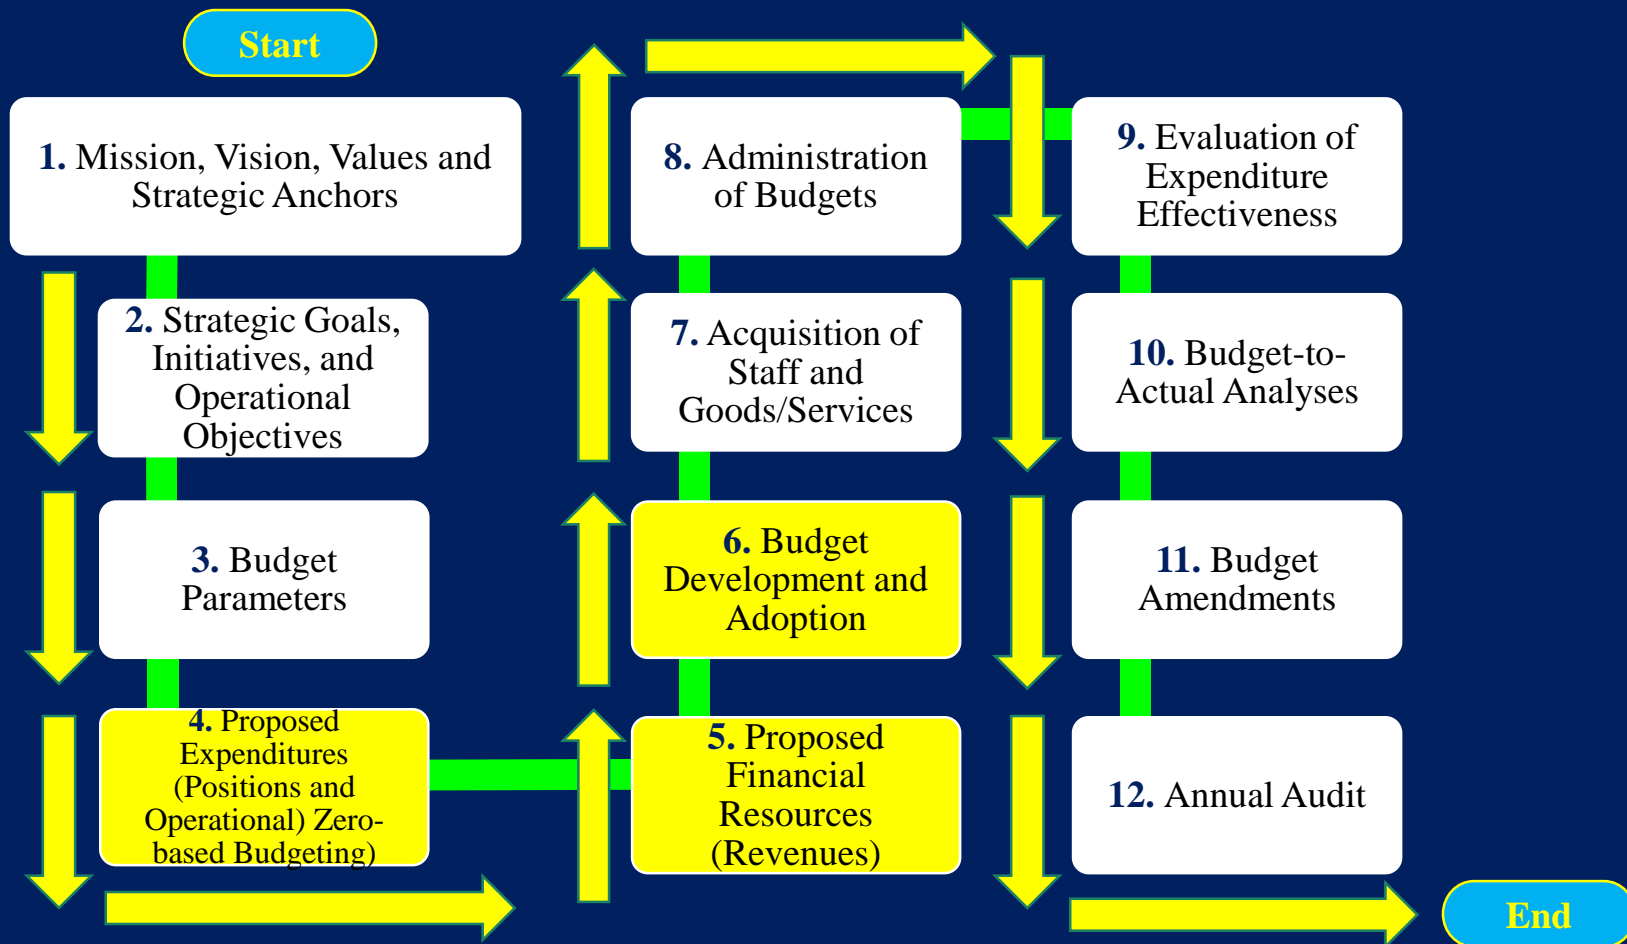 Start
1. Mission, Vision, Values and
Strategic Anchors
2. Strategic Goals,
Initiatives, and
Operational
Objectives
3. Budget
Parameters
4. Proposed
Expenditures
(Positions and
Operational) Zero-
based Budgeting)
5. Proposed
Financial
Resources
(Revenues)
6. Budget
Development and
Adoption
7. Acquisition of
Staff and
Goods/Services
8. Administration
of Budgets
9. Evaluation of
Expenditure
Effectiveness
10. Budget-to-
Actual Analyses
11. Budget
Amendments
12. Annual Audit
End